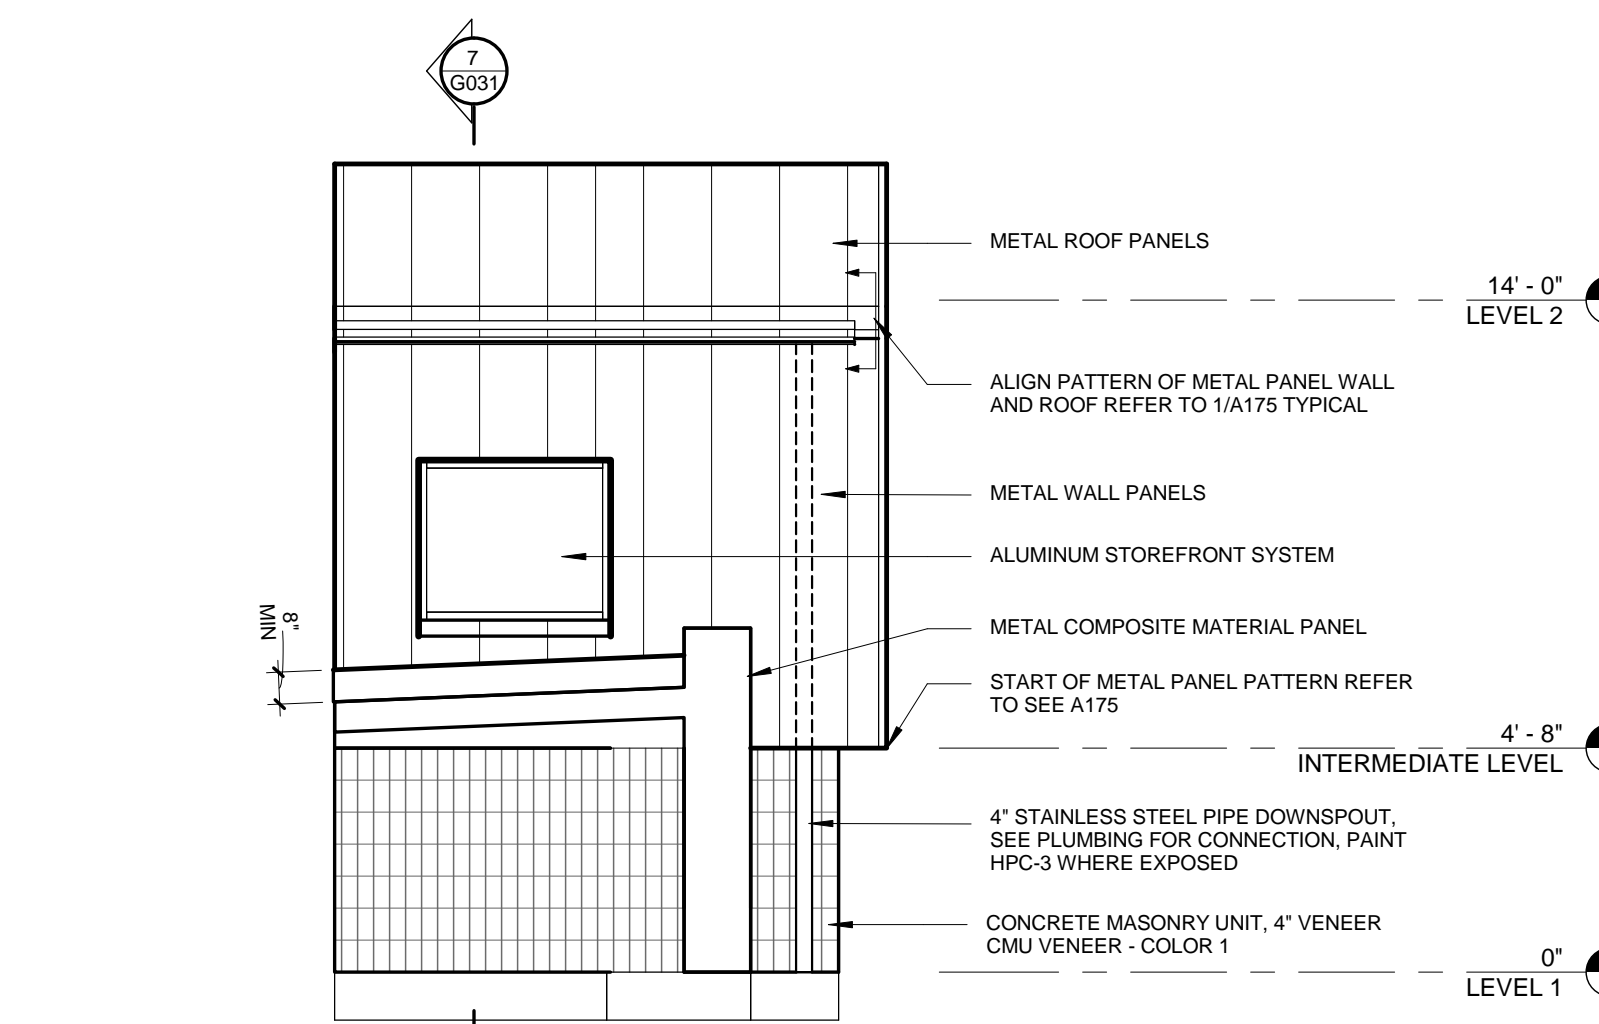 7
G031
METAL ROOF PANELS
14' - 0"
LEVEL 2
ALIGN PATTERN OF METAL PANEL WALL
AND ROOF REFER TO 1/A175 TYPICAL
METAL WALL PANELS
ALUMINUM STOREFRONT SYSTEM
8"
MIN
METAL COMPOSITE MATERIAL PANEL
START OF METAL PANEL PATTERN REFER
TO SEE A175
4' - 8"
INTERMEDIATE LEVEL
4" STAINLESS STEEL PIPE DOWNSPOUT,
SEE PLUMBING FOR CONNECTION, PAINT
HPC-3 WHERE EXPOSED
CONCRETE MASONRY UNIT, 4" VENEER
CMU VENEER - COLOR 1
0"
LEVEL 1